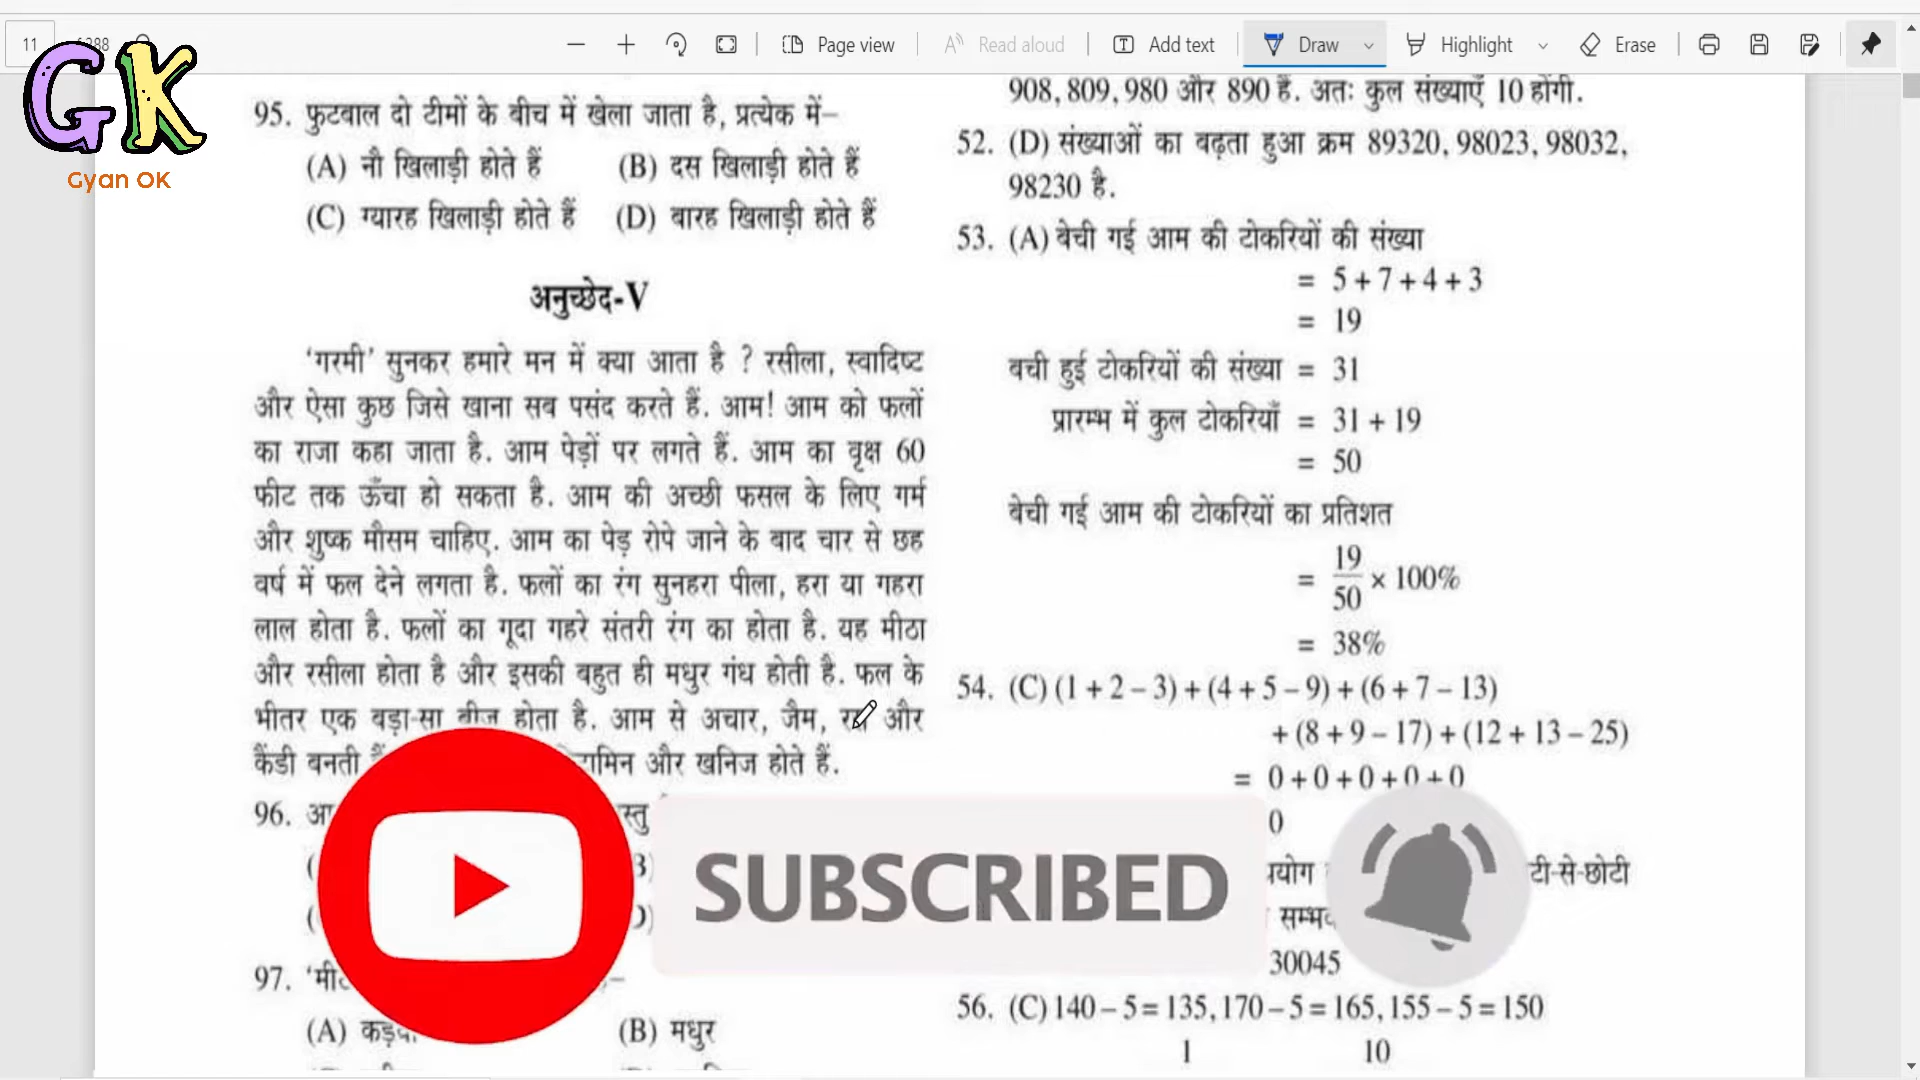 11
Page view
Read aloud
Add text
Draw
Highlight
Erase
GK
Gyan OK
95. फुटबाल दो टीमों के बीच में खेला जाता है, प्रत्येक में–
(A) नौ खिलाड़ी होते हैं (B) दस खिलाड़ी होते हैं
(C) ग्यारह खिलाड़ी होते हैं (D) बारह खिलाड़ी होते हैं
अनुच्छेद-V
‘गरमी’ सुनकर हमारे मन में क्या आता है ? रसीला, स्वादिष्ट
और ऐसा कुछ जिसे खाना सब पसंद करते हैं. आम! आम को फलों
का राजा कहा जाता है. आम पेड़ों पर लगते हैं. आम का वृक्ष 60
फीट तक ऊँचा हो सकता है. आम की अच्छी फसल के लिए गर्म
और शुष्क मौसम चाहिए. आम का पेड़ रोपे जाने के बाद चार से छह
वर्ष में फल देने लगता है. फलों का रंग सुनहरा पीला, हरा या गहरा
लाल होता है. फलों का गूदा गहरे संतरी रंग का होता है. यह मीठा
और रसीला होता है और इसकी बहुत ही मधुर गंध होती है. फल के
भीतर एक बड़ा-सा बीज होता है. आम से अचार, जैम, और
कैंडी बनती और खनिज होते हैं.
96.
97.
(A) (B) मधुर
908, 809, 980 और 890 हैं. अतः कुल संख्याएँ 10 होंगी.
52. (D) संख्याओं का बढ़ता हुआ क्रम 89320, 98023, 98032,
98230 है.
53. (A) बेची गई आम की टोकरियों की संख्या
= 5 + 7 + 4 + 3
= 19
बची हुई टोकरियों की संख्या = 31
प्रारम्भ में कुल टोकरियाँ = 31 + 19
= 50
बेची गई आम की टोकरियों का प्रतिशत
= 19/50 × 100%
= 38%
54. (C) (1 + 2 – 3) + (4 + 5 – 9) + (6 + 7 – 13)
+ (8 + 9 – 17) + (12 + 13 – 25)
= 0 + 0 + 0 + 0 + 0
0
30045
56. (C) 140 – 5 = 135, 170 – 5 = 165, 155 – 5 = 150
1 10
SUBSCRIBED